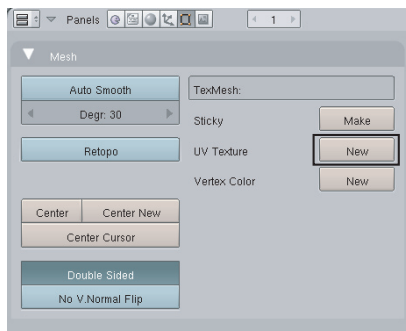 Panels 1
Mesh
Auto Smooth
Degr: 30
Retopo
Center Center New
Center Cursor
Double Sided
No V.Normal Flip
TexMesh:
Sticky Make
UV Texture New
Vertex Color New